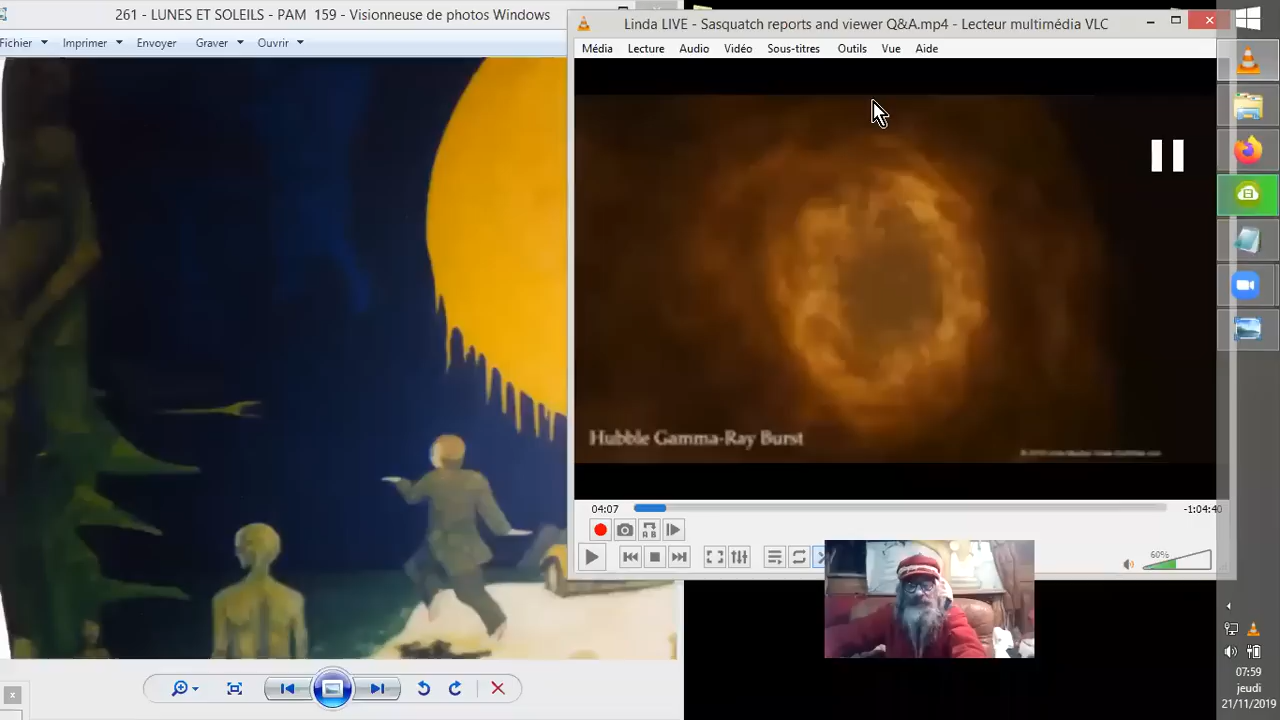 261 - LUNES ET SOLEILS - PAM 159 - Visionneuse de photos Windows
Fichier Imprimer Envoyer Graver Ouvrir
Linda LIVE - Sasquatch reports and viewer Q&A.mp4 - Lecteur multimédia VLC
Média Lecture Audio Vidéo Sous-titres Outils Vue Aide
Hubble Gamma-Ray Burst
04:07
-1:04:40
A B
60%
07:59
jeudi
21/11/2019